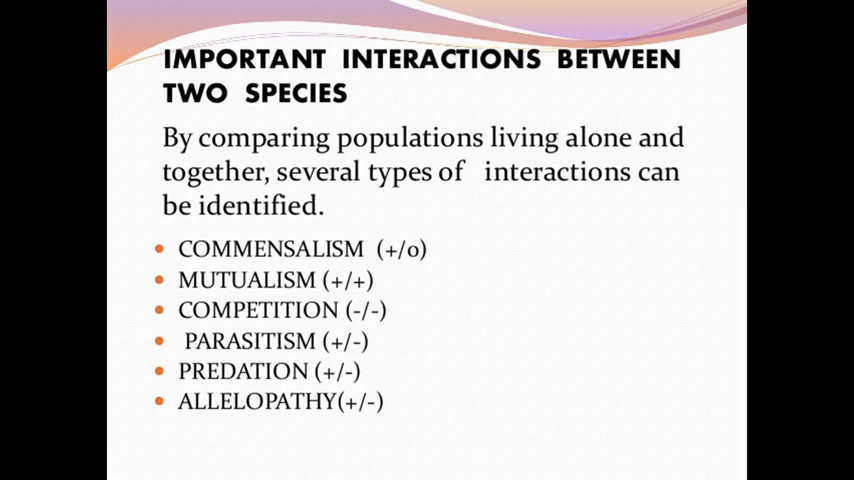 IMPORTANT INTERACTIONS BETWEEN
TWO SPECIES
By comparing populations living alone and
together, several types of interactions can
be identified.
• COMMENSALISM (+/0)
• MUTUALISM (+/+)
• COMPETITION (-/-)
• PARASITISM (+/-)
• PREDATION (+/-)
• ALLELOPATHY(+/-)